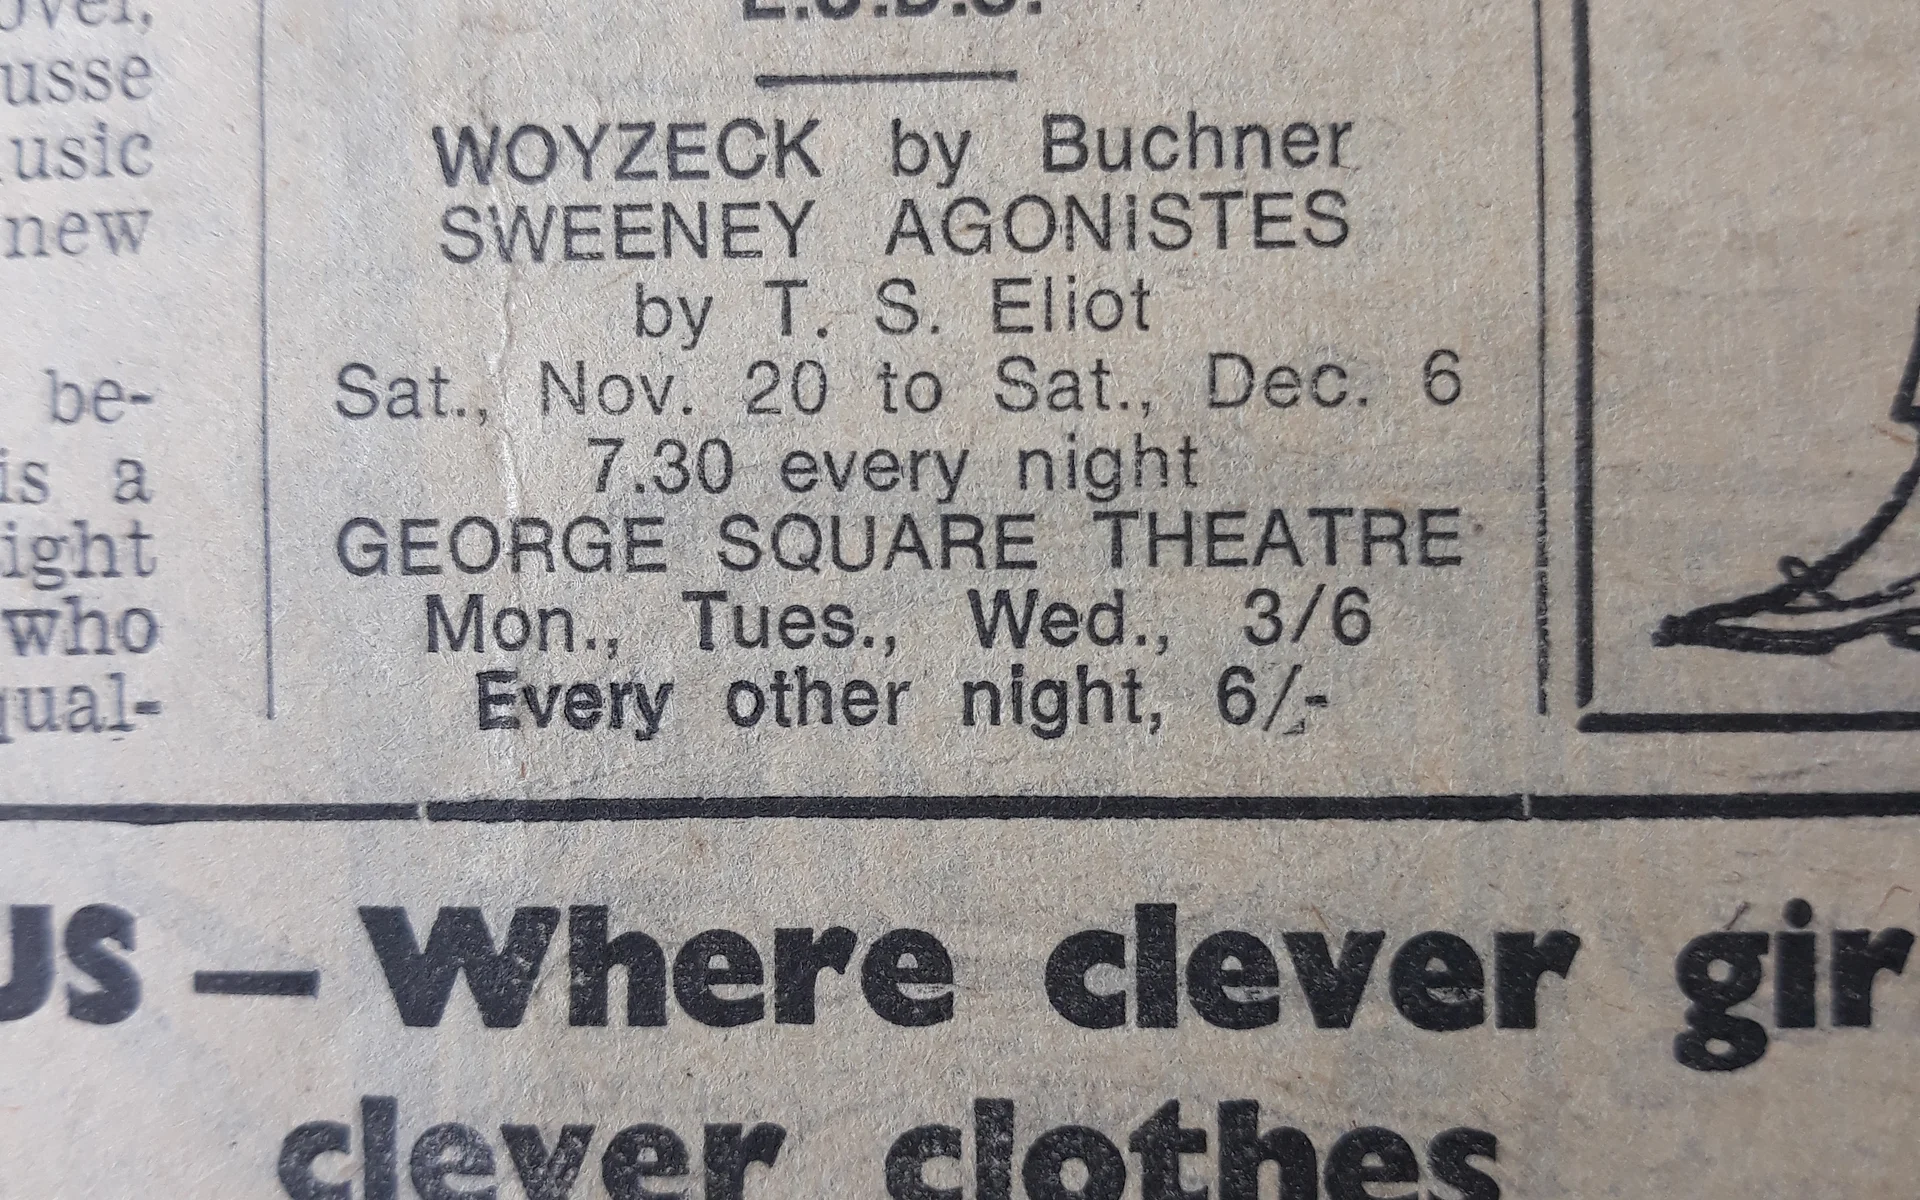 usse
usic
new
be-
is a
ight
who
qual-
WOYZECK by Buchner
SWEENEY AGONISTES
by T. S. Eliot
Sat., Nov. 20 to Sat., Dec. 6
7.30 every night
GEORGE SQUARE THEATRE
Mon., Tues., Wed., 3/6
Every other night, 6/-
US — Where clever gir
clever clothes